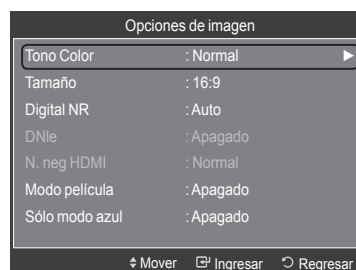 Opciones de imagen
Tono Color : Normal ►
Tamaño : 16:9
Digital NR : Auto
DNIe : Apagado
N. neg HDMI : Normal
Modo película : Apagado
Sólo modo azul : Apagado
Mover Ingresar Regresar